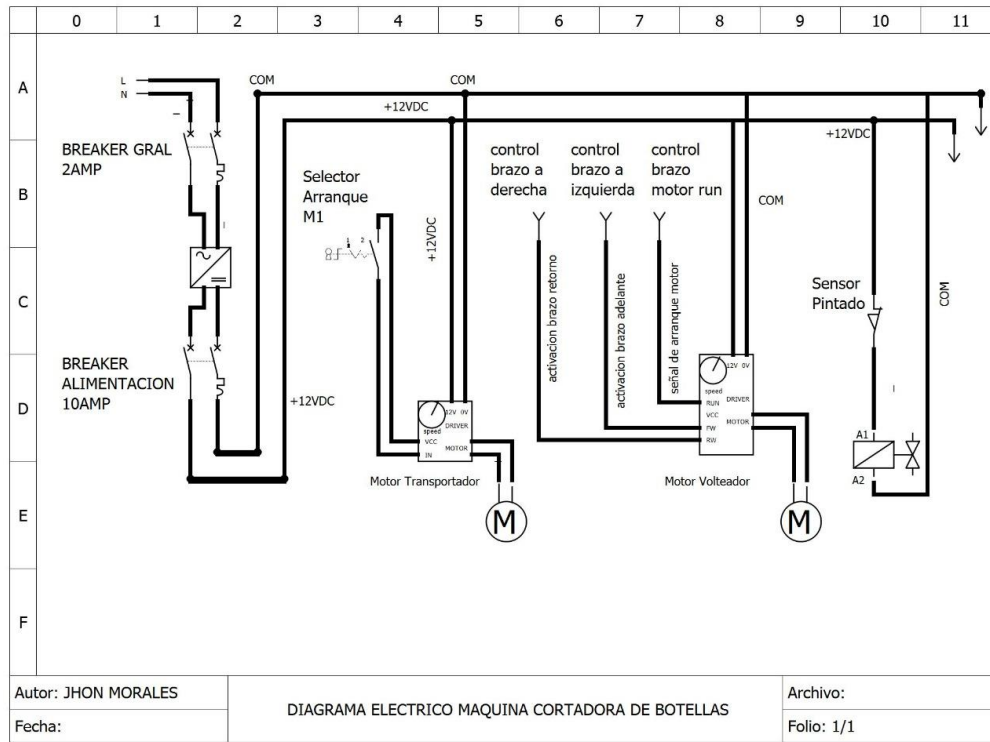 0 1 2 3 4 5 6 7 8 9 10 11
A
B
C
D
E
F
L
N
COM
COM
+12VDC
+12VDC
BREAKER GRAL
2AMP
Selector
Arranque
M1
1 2
+12VDC
control
brazo a
derecha
control
brazo a
izquierda
control
brazo
motor run
COM
activacion brazo retorno
activacion brazo adelante
señal de arranque motor
Sensor
Pintado
COM
BREAKER
ALIMENTACION
10AMP
+12VDC
12V 0V
DRIVER
speed
VCC
MOTOR
IN
Motor Transportador
M
12V 0V
speed
RUN
DRIVER
VCC
MOTOR
FW
RW
Motor Volteador
M
A1
A2
Autor: JHON MORALES
Fecha:
DIAGRAMA ELECTRICO MAQUINA CORTADORA DE BOTELLAS
Archivo:
Folio: 1/1